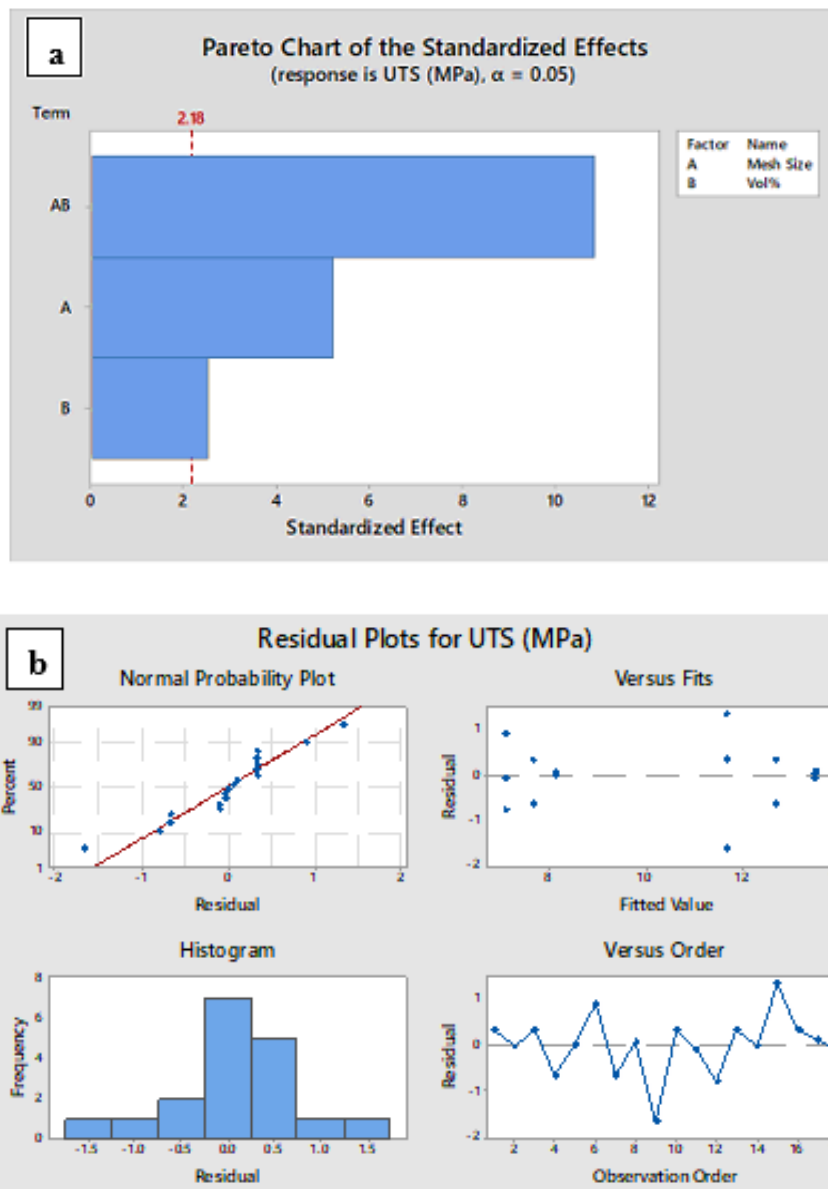 a
Pareto Chart of the Standardized Effects
(response is UTS (MPa), α = 0.05)
Term
2.18
Factor Name
A Mesh Size
B Vol%
AB
A
B
0 2 4 6 8 10 12
Standardized Effect
b
Residual Plots for UTS (MPa)
Normal Probability Plot
Percent
99
90
50
10
1
-2 -1 0 1 2
Residual
Versus Fits
Residual
1
0
-1
-2
8 10 12
Fitted Value
Histogram
Frequency
8
6
4
2
0
-1.5 -1.0 -0.5 0.0 0.5 1.0 1.5
Residual
Versus Order
Residual
1
0
-1
-2
2 4 6 8 10 12 14 16
Observation Order